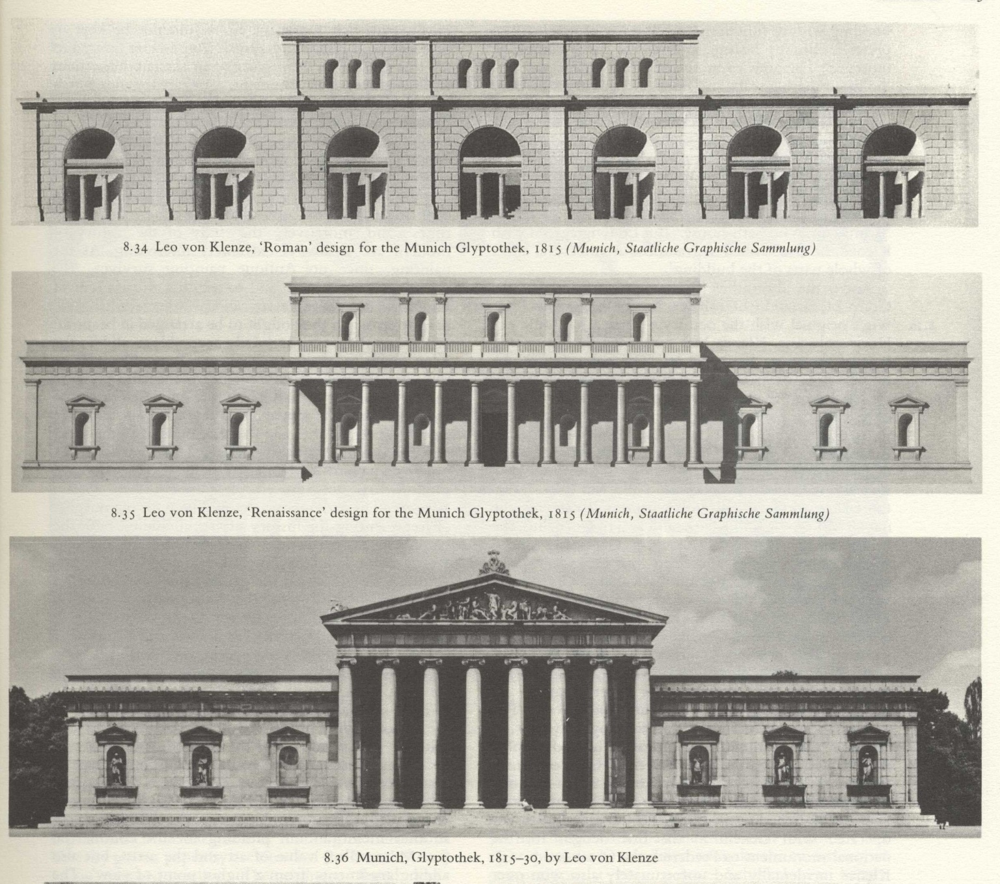 8.34 Leo von Klenze, ‘Roman’ design for the Munich Glyptothek, 1815 (Munich, Staatliche Graphische Sammlung)
8.35 Leo von Klenze, ‘Renaissance’ design for the Munich Glyptothek, 1815 (Munich, Staatliche Graphische Sammlung)
8.36 Munich, Glyptothek, 1815–30, by Leo von Klenze